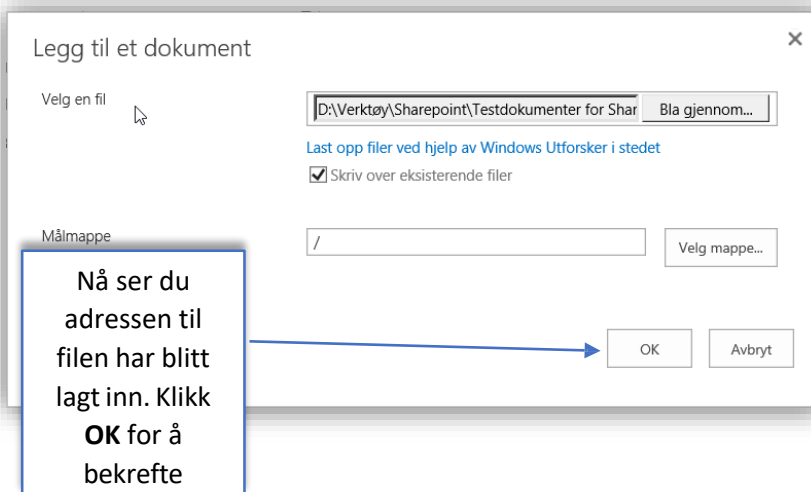 Legg til et dokument
Velg en fil
D:\Verktøy\Sharepoint\Testdokumenter for Shar
Bla gjennom...
Last opp filer ved hjelp av Windows Utforsker i stedet
Skriv over eksisterende filer
Målmappe
/
Velg mappe...
Nå ser du
adressen til
filen har blitt
lagt inn. Klikk
OK for å
bekrefte
OK
Avbryt